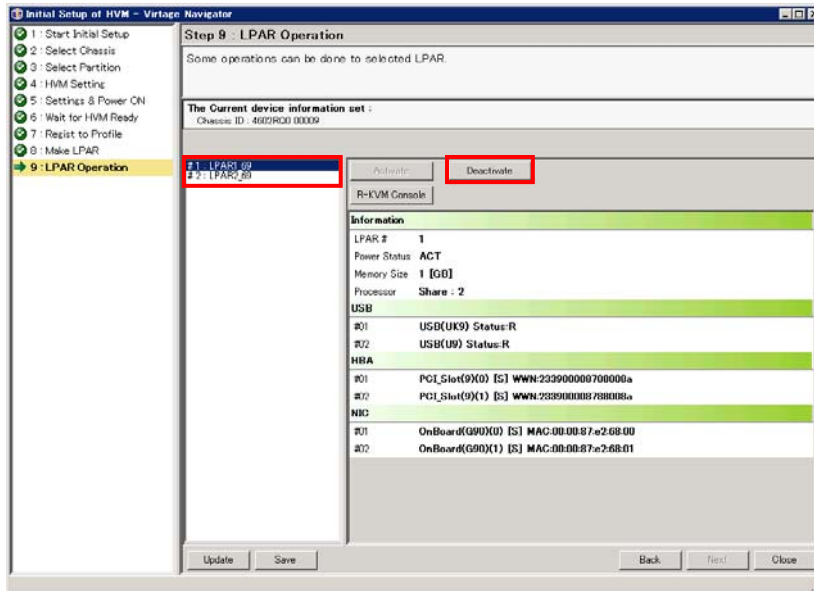 Initial Setup of HVM - Virtage Navigator
1 : Start Initial Setup
2 : Select Chassis
3 : Select Partition
4 : HVM Setting
5 : Settings & Power ON
6 : Wait for HVM Ready
7 : Regist to Profile
8 : Make LPAR
9 : LPAR Operation
Step 9 : LPAR Operation
Some operations can be done to selected LPAR.
The Current device information set :
Chassis ID : 4602RQ0 00009
# 1 : LPAR1_69
# 2 : LPAR2_69
Activate
Deactivate
R-KVM Console
Information
LPAR # 1
Power Status ACT
Memory Size 1 [GB]
Processor Share : 2
USB
#01 USB(UK9) Status:R
#02 USB(U9) Status:R
HBA
#01 PCI_Slot(9)(0) [S] WWN:233900008708008a
#02 PCI_Slot(9)(1) [S] WWN:233900008788008a
NIC
#01 OnBoard(G90)(0) [S] MAC:00:00:87:e2:68:00
#02 OnBoard(G90)(1) [S] MAC:00:00:87:e2:68:01
Update
Save
Back
Next
Close